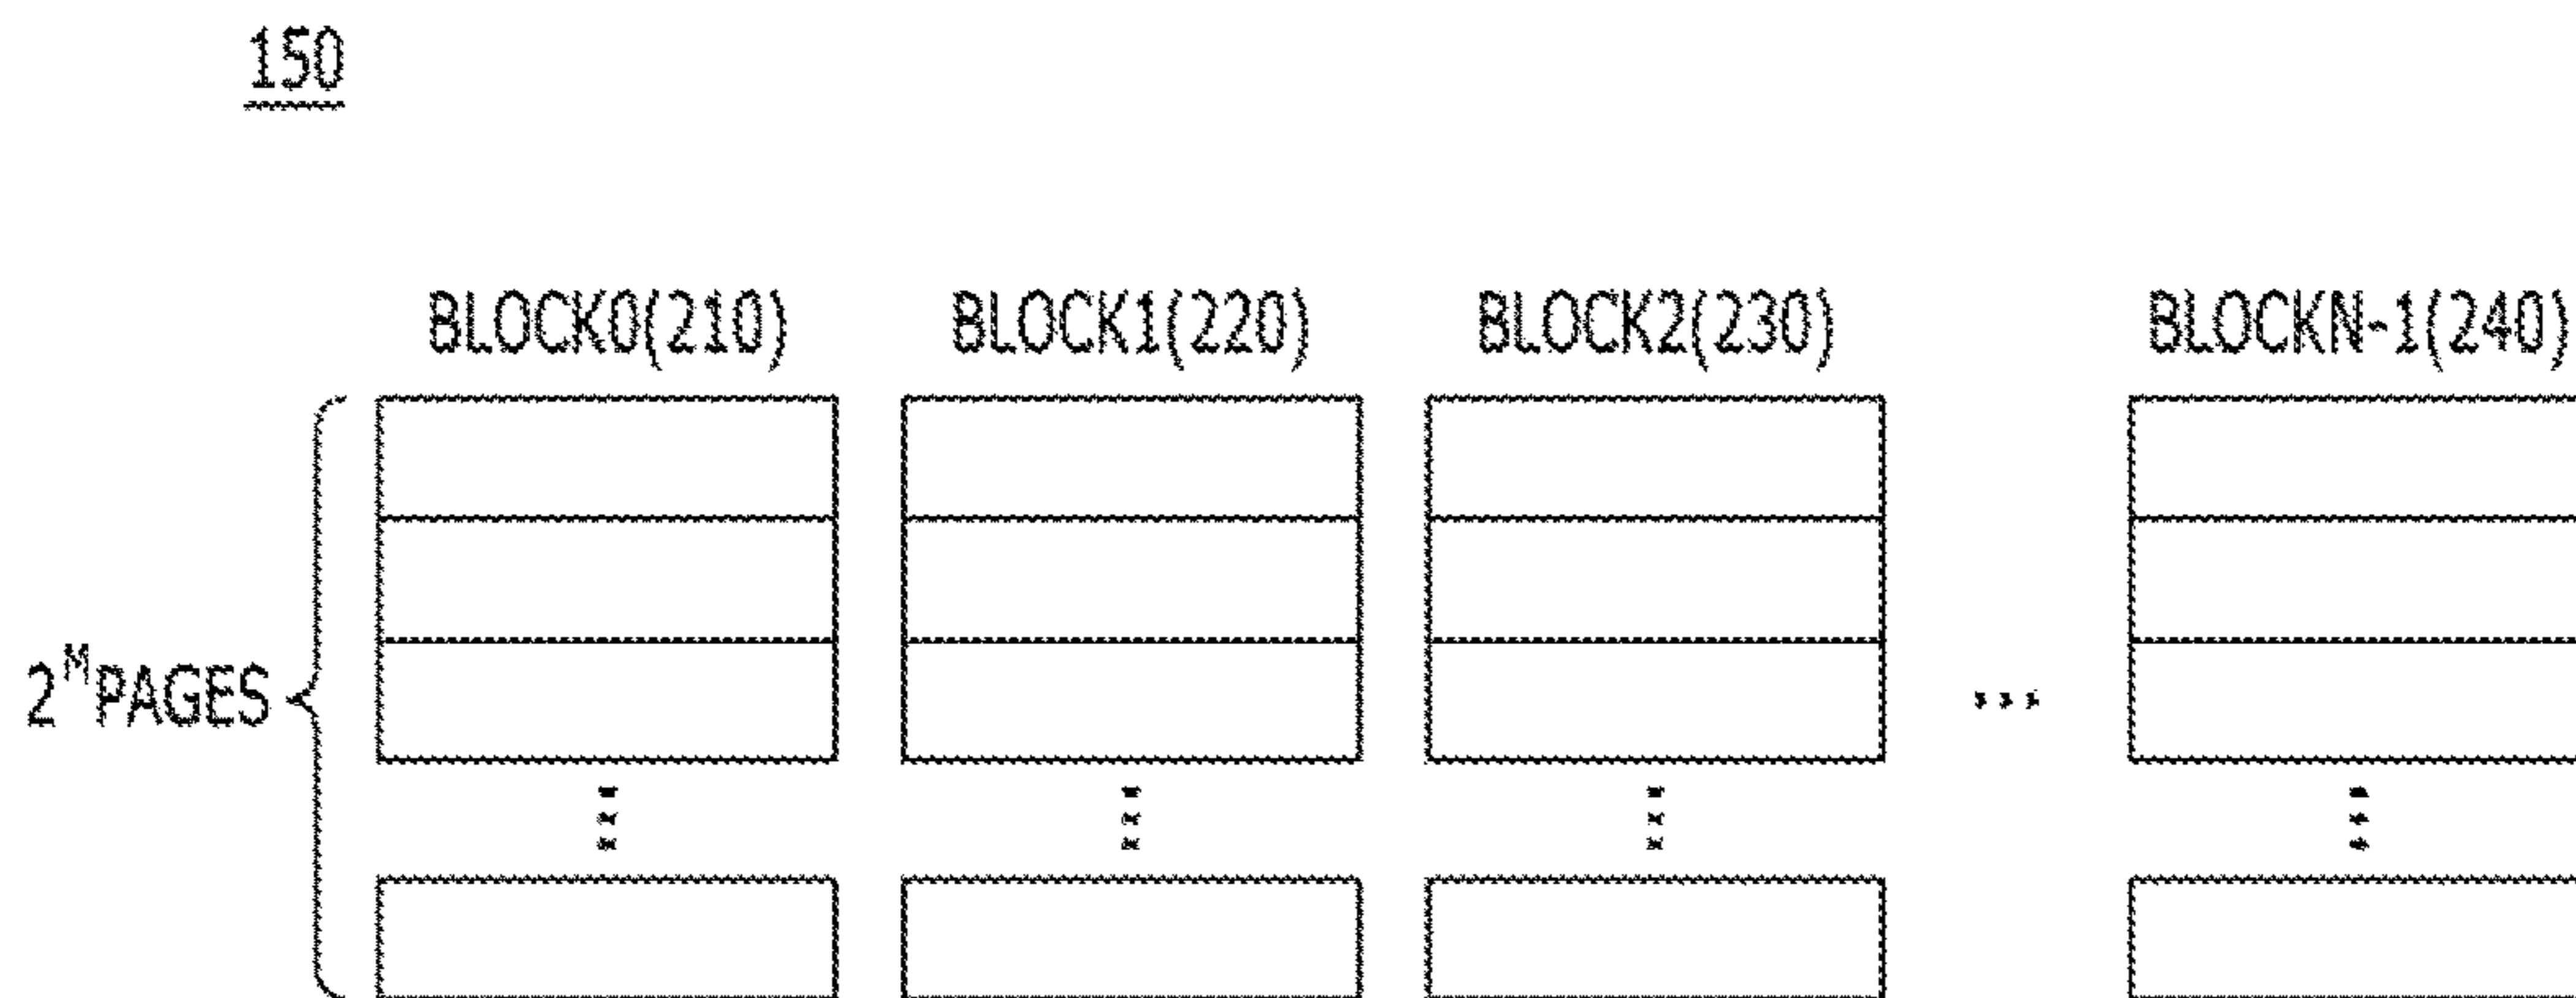 150
BLOCK0(210) BLOCK1(220) BLOCK2(230) BLOCKN-1(240)
2^M PAGES
...